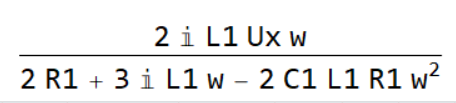 2 ⅈ L1 Ux w
2 R1 + 3 ⅈ L1 w − 2 C1 L1 R1 w²